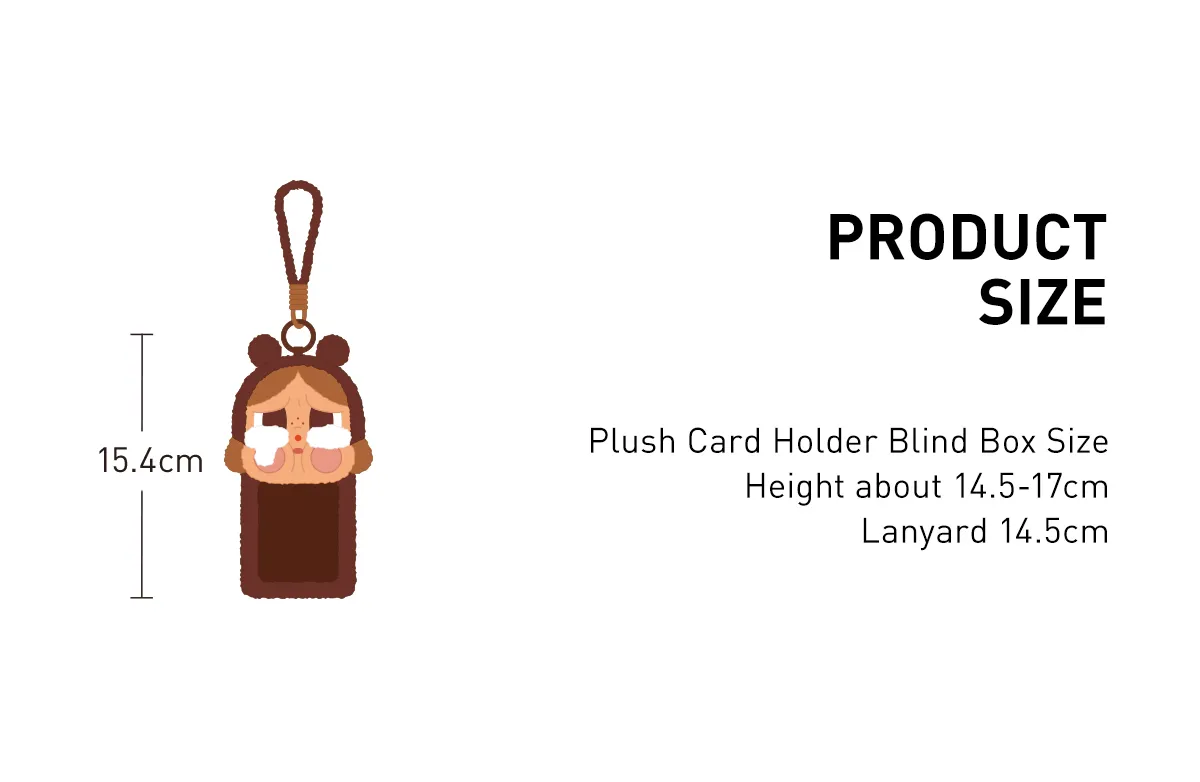 PRODUCT
SIZE
15.4cm
Plush Card Holder Blind Box Size
Height about 14.5-17cm
Lanyard 14.5cm